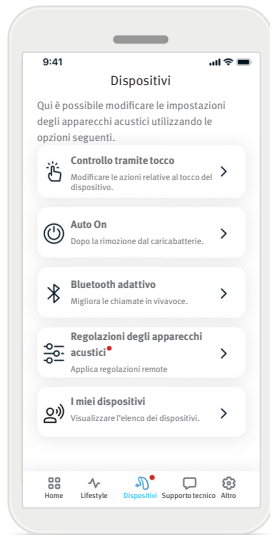 9:41
Dispositivi
Qui è possibile modificare le impostazioni
degli apparecchi acustici utilizzando le
opzioni seguenti.
Controllo tramite tocco
Modificare le azioni relative al tocco del
dispositivo.
Auto On
Dopo la rimozione dal caricabatterie.
Bluetooth adattivo
Migliora le chiamate in vivavoce.
Regolazioni degli apparecchi
acustici
Applica regolazioni remote
I miei dispositivi
Visualizzare l'elenco dei dispositivi.
Home Lifestyle Dispositivi Supporto tecnico Altro